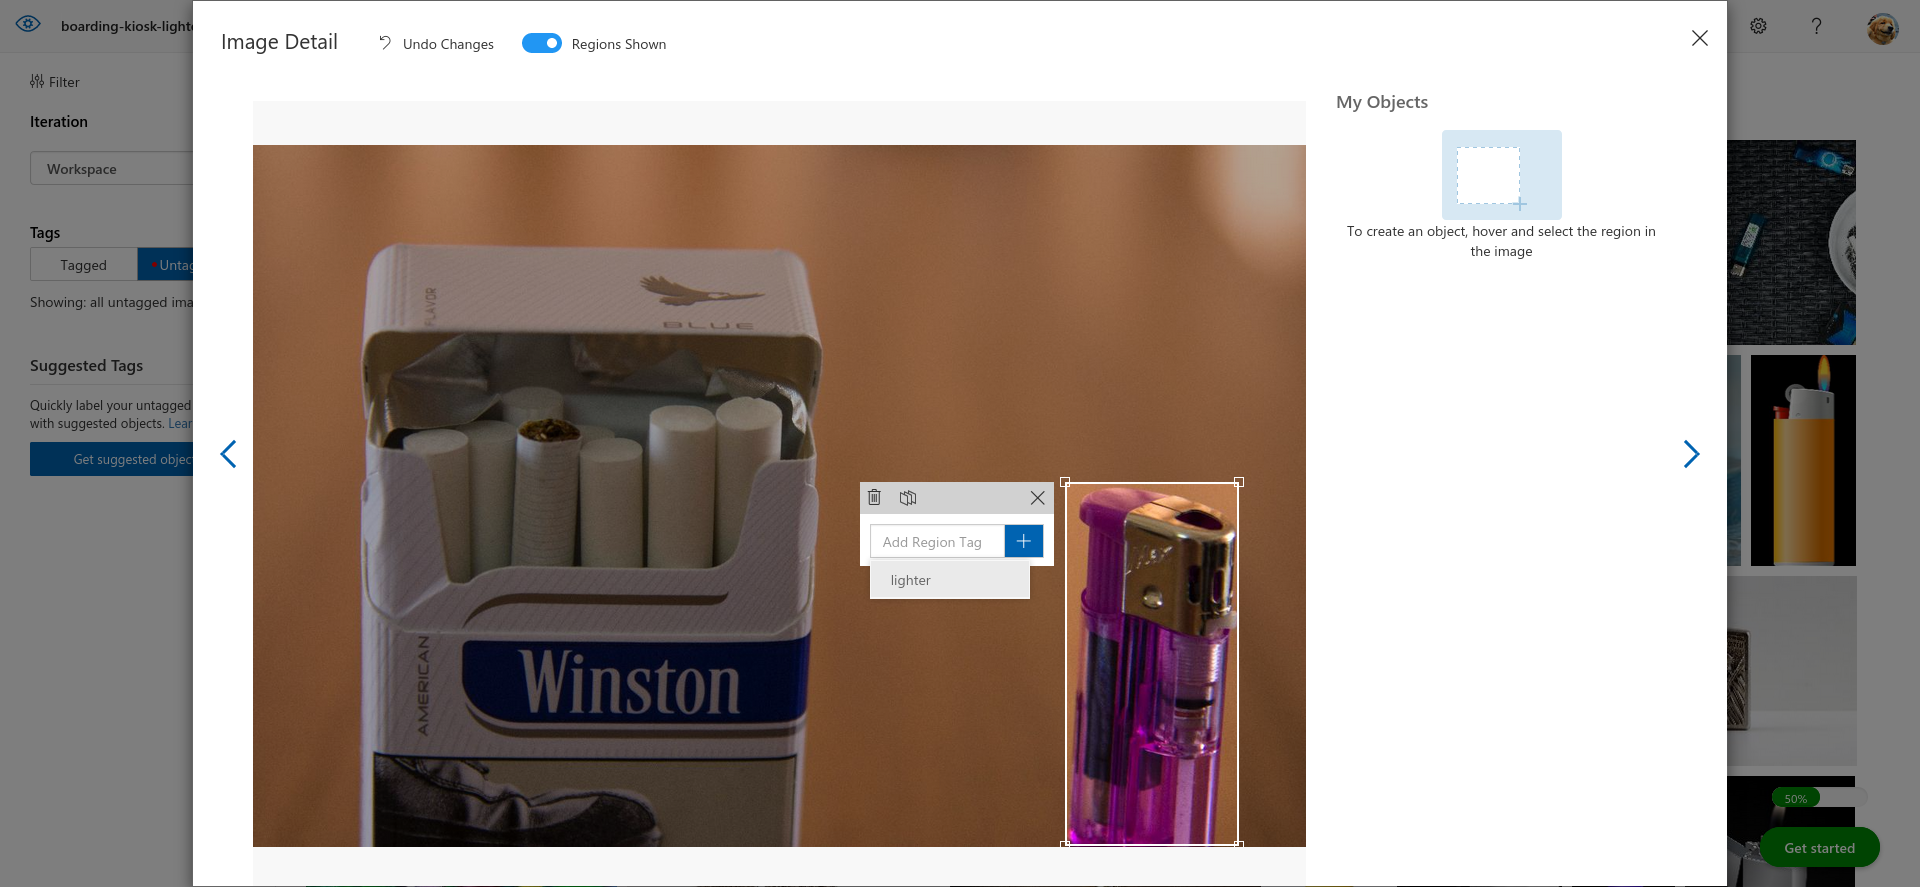 boarding-kiosk-light
Image Detail
Undo Changes
Regions Shown
Filter
Iteration
Workspace
Tags
Tagged
Untag
Showing: all untagged ima
Suggested Tags
Quickly label your untagged
with suggested objects. Lear
Get suggested object
My Objects
To create an object, hover and select the region in
the image
FLAVOR
BLUE
Add Region Tag
lighter
AMERICAN
Winston
50%
Get started